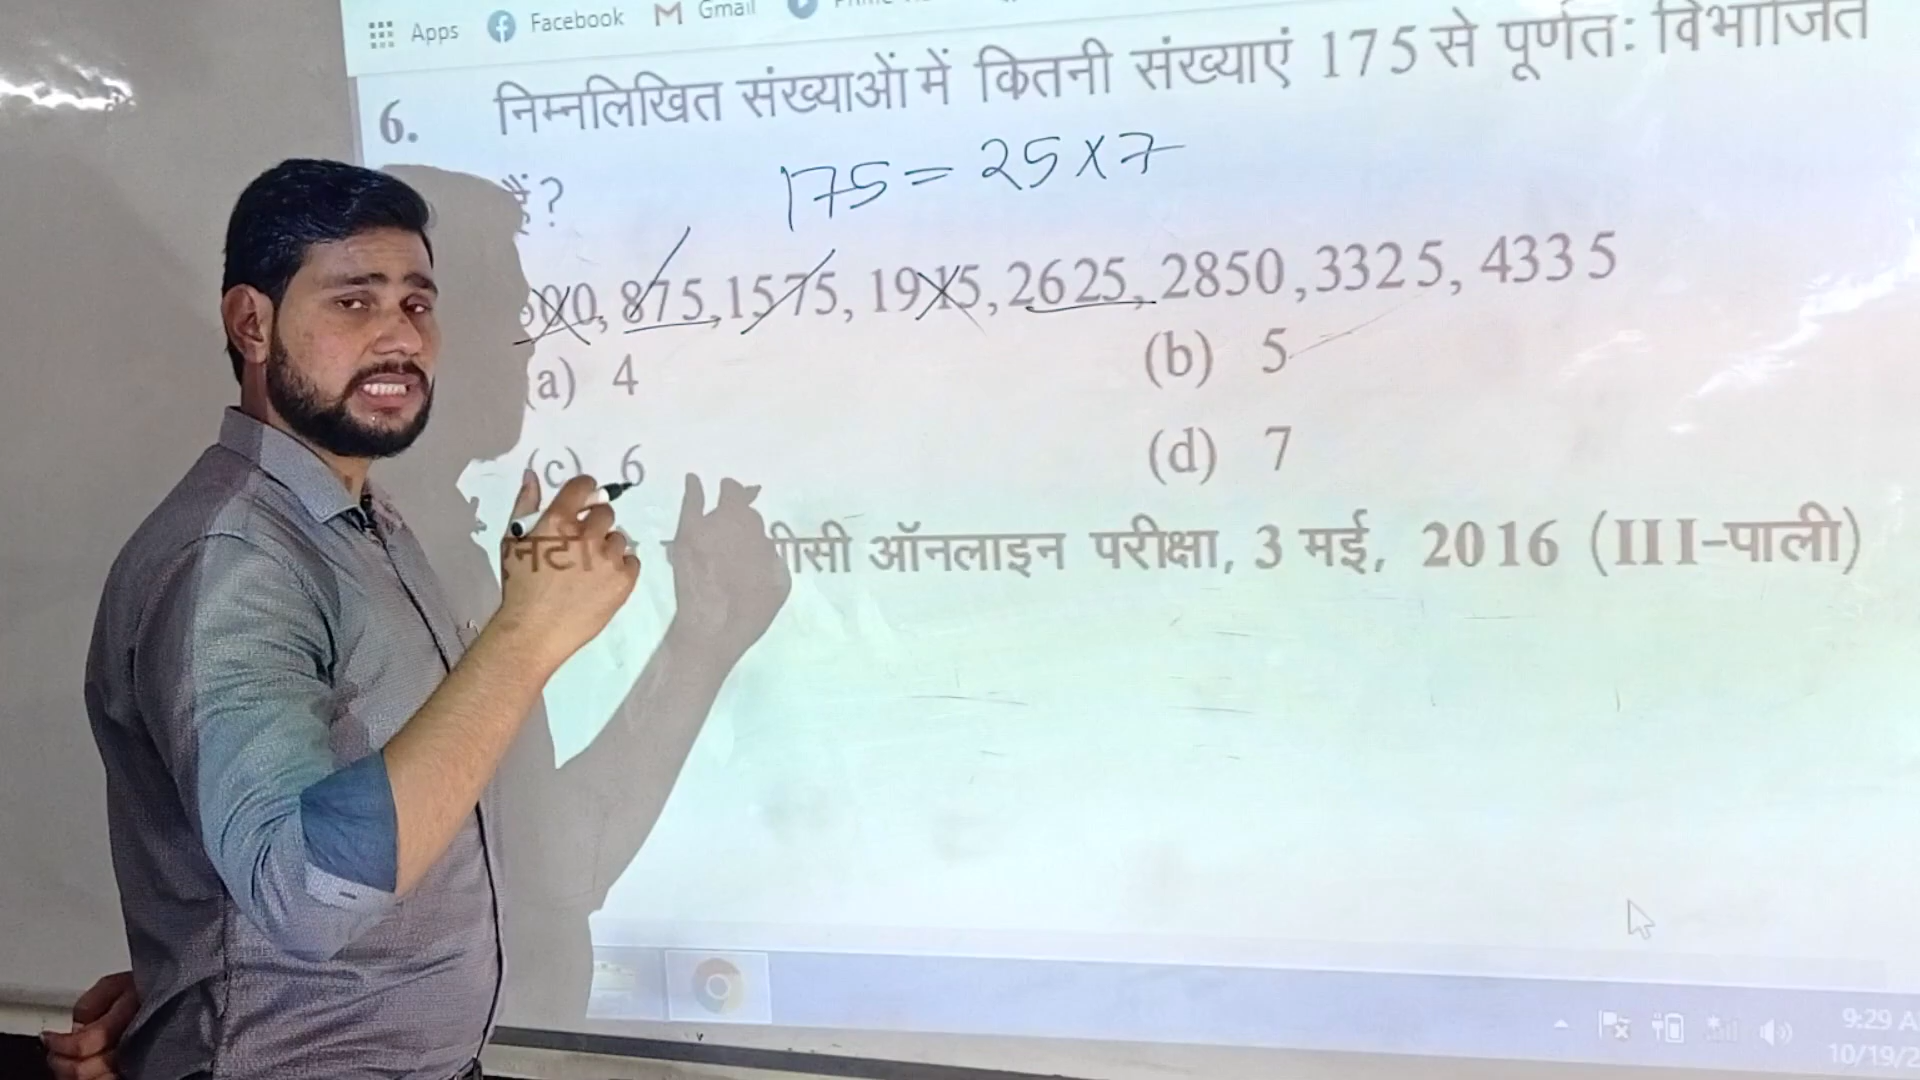 Apps Facebook Gmail
6. निम्नलिखित संख्याओं में कितनी संख्याएं 175 से पूर्णत: विभाजित
हैं?
175 = 25 x 7
875, 1575, 1915, 2625, 2850, 3325, 4335
(a) 4 (b) 5
(c) 6 (d) 7
ऑनलाइन परीक्षा, 3 मई, 2016 (III-पाली)
9:29